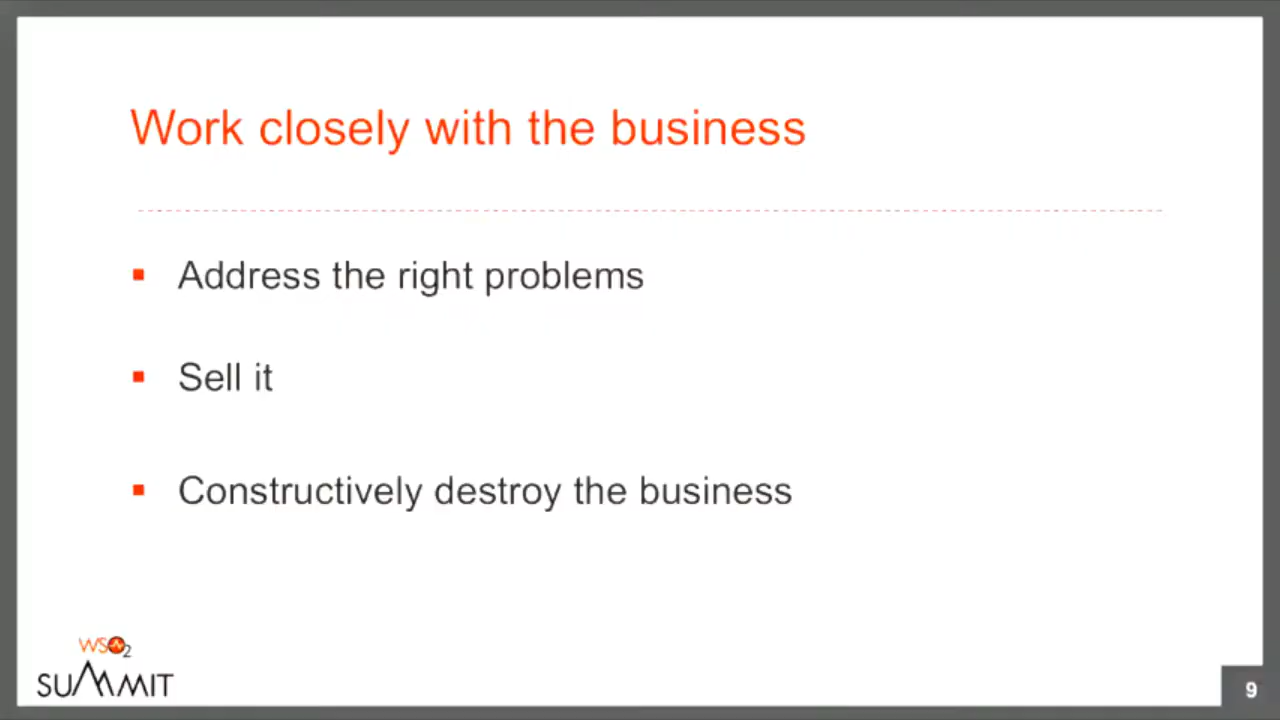 Work closely with the business
Address the right problems
Sell it
Constructively destroy the business
WSO2
SUMMIT
9